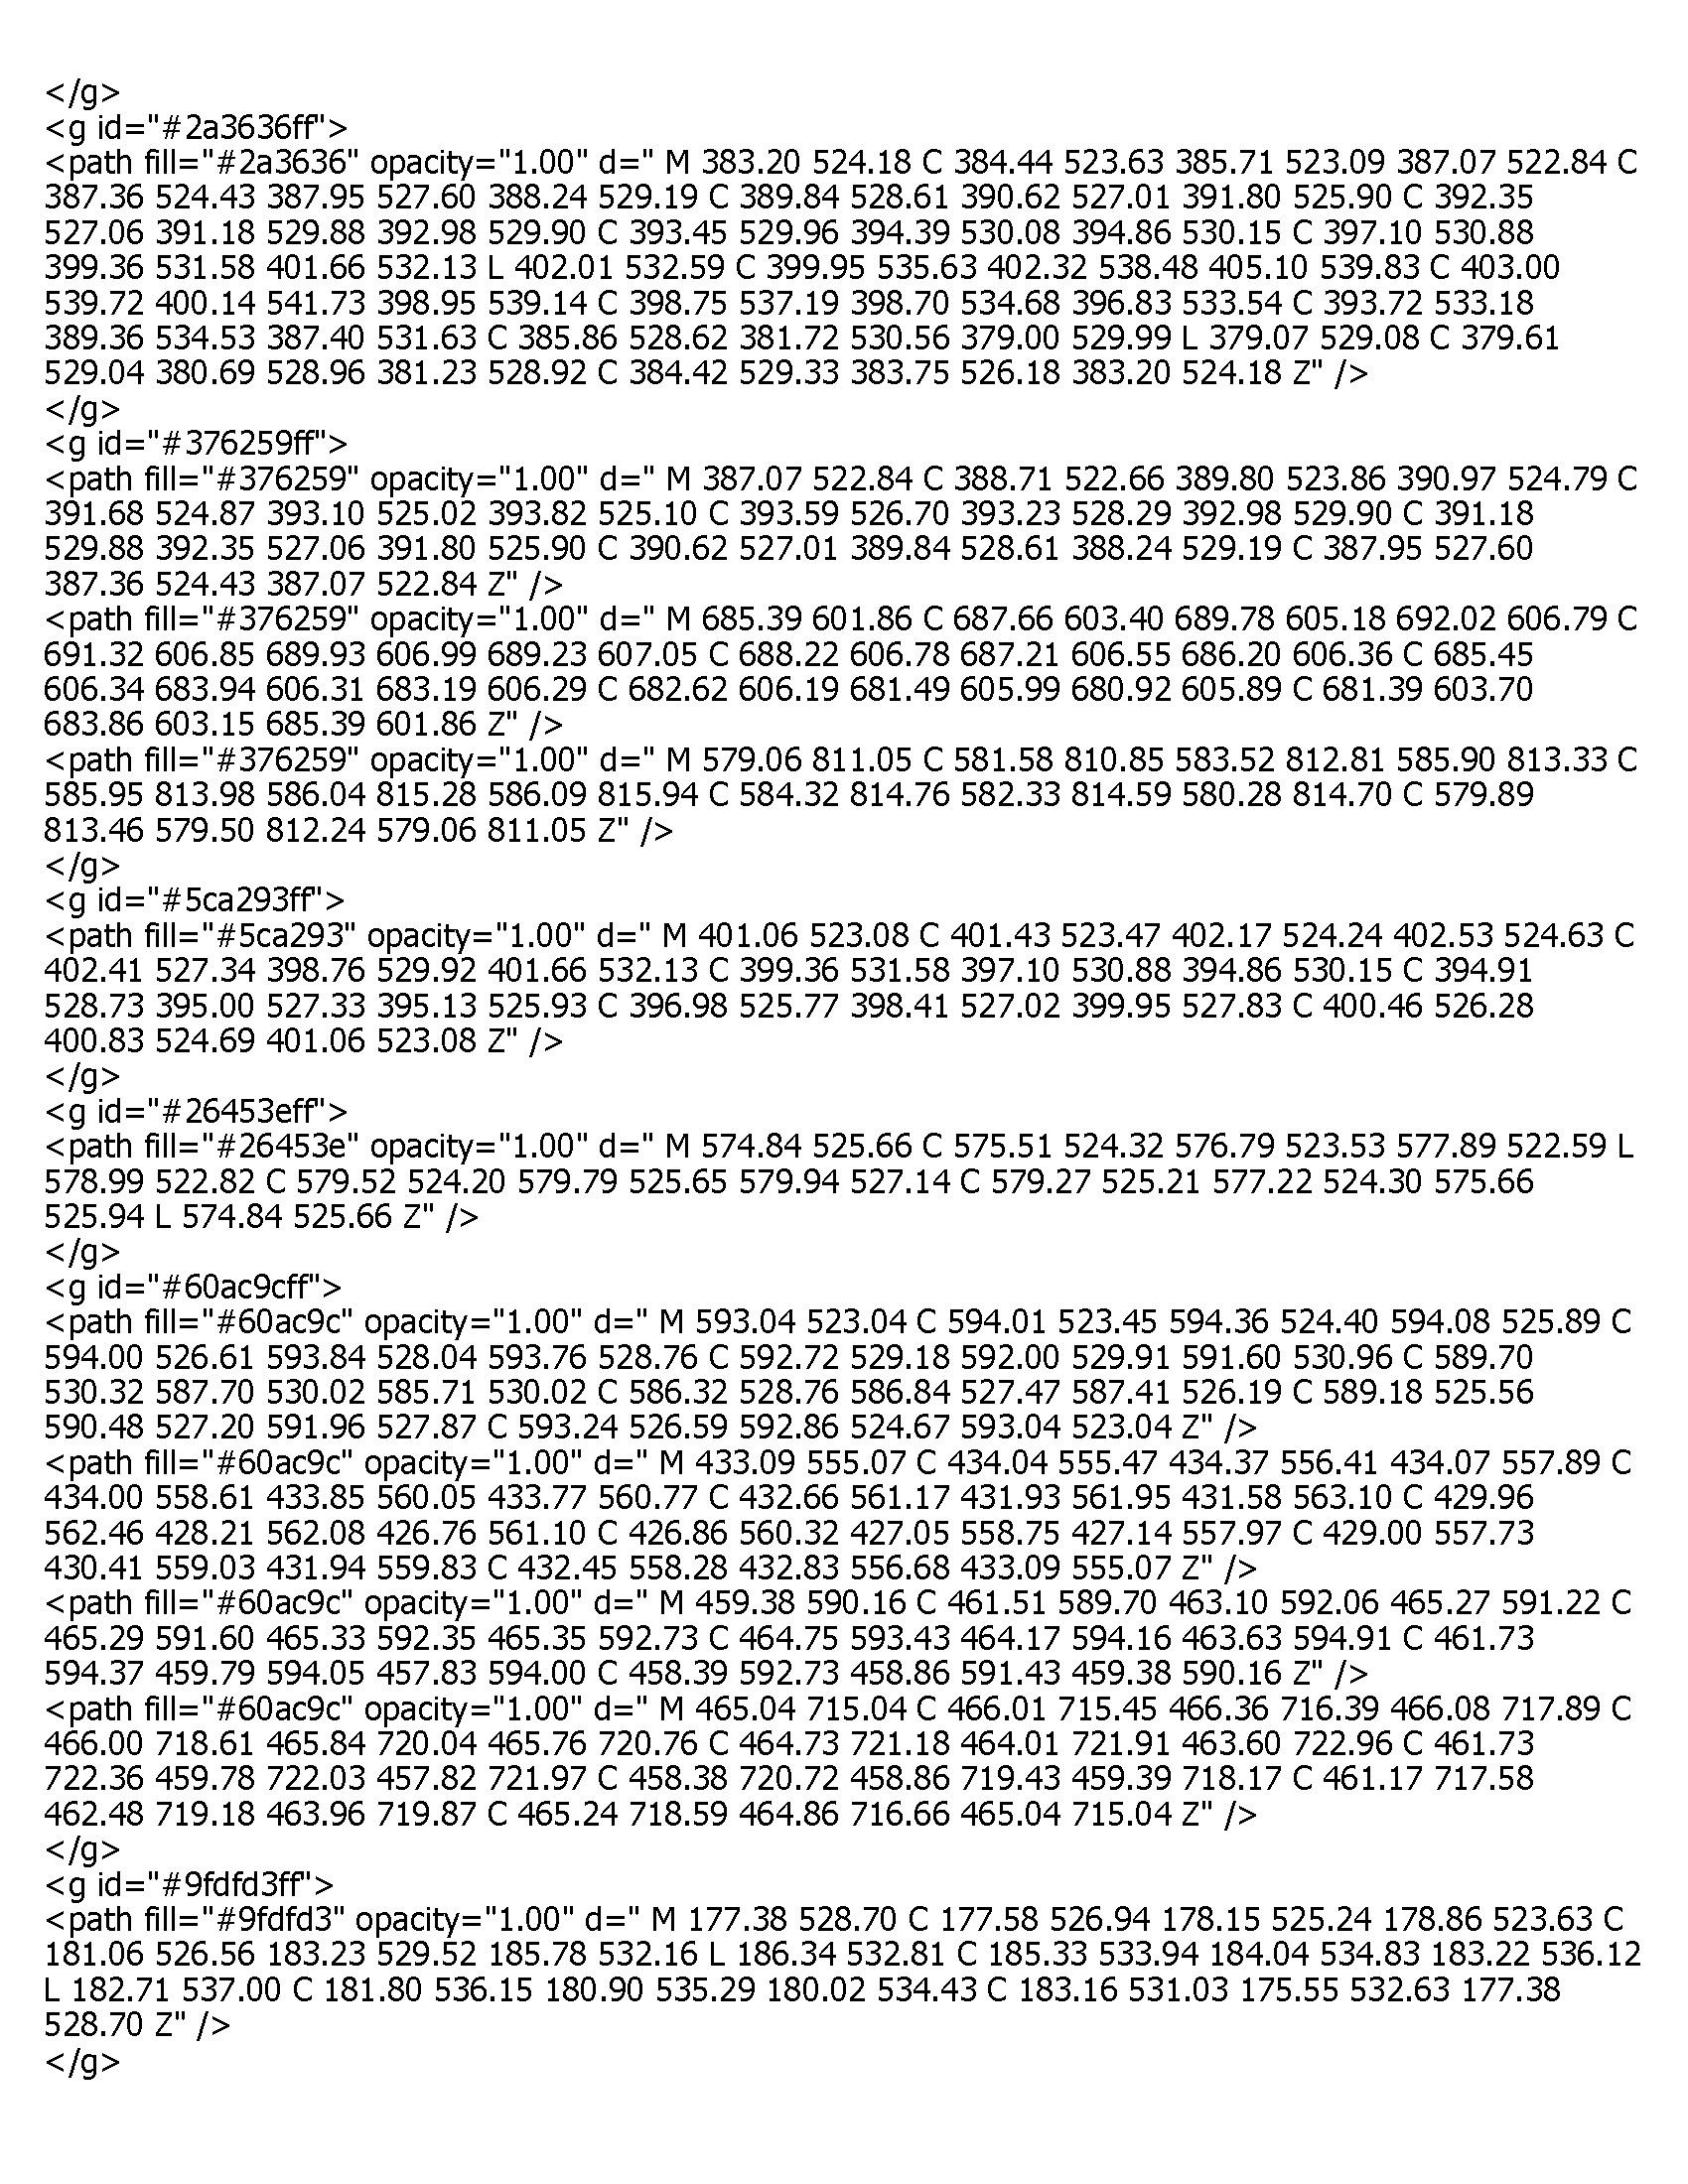 </g>
<g id="#2a3636ff">
<path fill="#2a3636" opacity="1.00" d=" M 383.20 524.18 C 384.44 523.63 385.71 523.09 387.07 522.84 C
387.36 524.43 387.95 527.60 388.24 529.19 C 389.84 528.61 390.62 527.01 391.80 525.90 C 392.35
527.06 391.18 529.88 392.98 529.90 C 393.45 529.96 394.39 530.08 394.86 530.15 C 397.10 530.88
399.36 531.58 401.66 532.13 L 402.01 532.59 C 399.95 535.63 402.32 538.48 405.10 539.83 C 403.00
539.72 400.14 541.73 398.95 539.14 C 398.75 537.19 398.70 534.68 396.83 533.54 C 393.72 533.18
389.36 534.53 387.40 531.63 C 385.86 528.62 381.72 530.56 379.00 529.99 L 379.07 529.08 C 379.61
529.04 380.69 528.96 381.23 528.92 C 384.42 529.33 383.75 526.18 383.20 524.18 Z" />
</g>
<g id="#376259ff">
<path fill="#376259" opacity="1.00" d=" M 387.07 522.84 C 388.71 522.66 389.80 523.86 390.97 524.79 C
391.68 524.87 393.10 525.02 393.82 525.10 C 393.59 526.70 393.23 528.29 392.98 529.90 C 391.18
529.88 392.35 527.06 391.80 525.90 C 390.62 527.01 389.84 528.61 388.24 529.19 C 387.95 527.60
387.36 524.43 387.07 522.84 Z" />
<path fill="#376259" opacity="1.00" d=" M 685.39 601.86 C 687.66 603.40 689.78 605.18 692.02 606.79 C
691.32 606.85 689.93 606.99 689.23 607.05 C 688.22 606.78 687.21 606.55 686.20 606.36 C 685.45
606.34 683.94 606.31 683.19 606.29 C 682.62 606.19 681.49 605.99 680.92 605.89 C 681.39 603.70
683.86 603.15 685.39 601.86 Z" />
<path fill="#376259" opacity="1.00" d=" M 579.06 811.05 C 581.58 810.85 583.52 812.81 585.90 813.33 C
585.95 813.98 586.04 815.28 586.09 815.94 C 584.32 814.76 582.33 814.59 580.28 814.70 C 579.89
813.46 579.50 812.24 579.06 811.05 Z" />
</g>
<g id="#5ca293ff">
<path fill="#5ca293" opacity="1.00" d=" M 401.06 523.08 C 401.43 523.47 402.17 524.24 402.53 524.63 C
402.41 527.34 398.76 529.92 401.66 532.13 C 399.36 531.58 397.10 530.88 394.86 530.15 C 394.91
528.73 395.00 527.33 395.13 525.93 C 396.98 525.77 398.41 527.02 399.95 527.83 C 400.46 526.28
400.83 524.69 401.06 523.08 Z" />
</g>
<g id="#26453eff">
<path fill="#26453e" opacity="1.00" d=" M 574.84 525.66 C 575.51 524.32 576.79 523.53 577.89 522.59 L
578.99 522.82 C 579.52 524.20 579.79 525.65 579.94 527.14 C 579.27 525.21 577.22 524.30 575.66
525.94 L 574.84 525.66 Z" />
</g>
<g id="#60ac9cff">
<path fill="#60ac9c" opacity="1.00" d=" M 593.04 523.04 C 594.01 523.45 594.36 524.40 594.08 525.89 C
594.00 526.61 593.84 528.04 593.76 528.76 C 592.72 529.18 592.00 529.91 591.60 530.96 C 589.70
530.32 587.70 530.02 585.71 530.02 C 586.32 528.76 586.84 527.47 587.41 526.19 C 589.18 525.56
590.48 527.20 591.96 527.87 C 593.24 526.59 592.86 524.67 593.04 523.04 Z" />
<path fill="#60ac9c" opacity="1.00" d=" M 433.09 555.07 C 434.04 555.47 434.37 556.41 434.07 557.89 C
434.00 558.61 433.85 560.05 433.77 560.77 C 432.66 561.17 431.93 561.95 431.58 563.10 C 429.96
562.46 428.21 562.08 426.76 561.10 C 426.86 560.32 427.05 558.75 427.14 557.97 C 429.00 557.73
430.41 559.03 431.94 559.83 C 432.45 558.28 432.83 556.68 433.09 555.07 Z" />
<path fill="#60ac9c" opacity="1.00" d=" M 459.38 590.16 C 461.51 589.70 463.10 592.06 465.27 591.22 C
465.29 591.60 465.33 592.35 465.35 592.73 C 464.75 593.43 464.17 594.16 463.63 594.91 C 461.73
594.37 459.79 594.05 457.83 594.00 C 458.39 592.73 458.86 591.43 459.38 590.16 Z" />
<path fill="#60ac9c" opacity="1.00" d=" M 465.04 715.04 C 466.01 715.45 466.36 716.39 466.08 717.89 C
466.00 718.61 465.84 720.04 465.76 720.76 C 464.73 721.18 464.01 721.91 463.60 722.96 C 461.73
722.36 459.78 722.03 457.82 721.97 C 458.38 720.72 458.86 719.43 459.39 718.17 C 461.17 717.58
462.48 719.18 463.96 719.87 C 465.24 718.59 464.86 716.66 465.04 715.04 Z" />
</g>
<g id="#9fdfd3ff">
<path fill="#9fdfd3" opacity="1.00" d=" M 177.38 528.70 C 177.58 526.94 178.15 525.24 178.86 523.63 C
181.06 526.56 183.23 529.52 185.78 532.16 L 186.34 532.81 C 185.33 533.94 184.04 534.83 183.22 536.12
L 182.71 537.00 C 181.80 536.15 180.90 535.29 180.02 534.43 C 183.16 531.03 175.55 532.63 177.38
528.70 Z" />
</g>